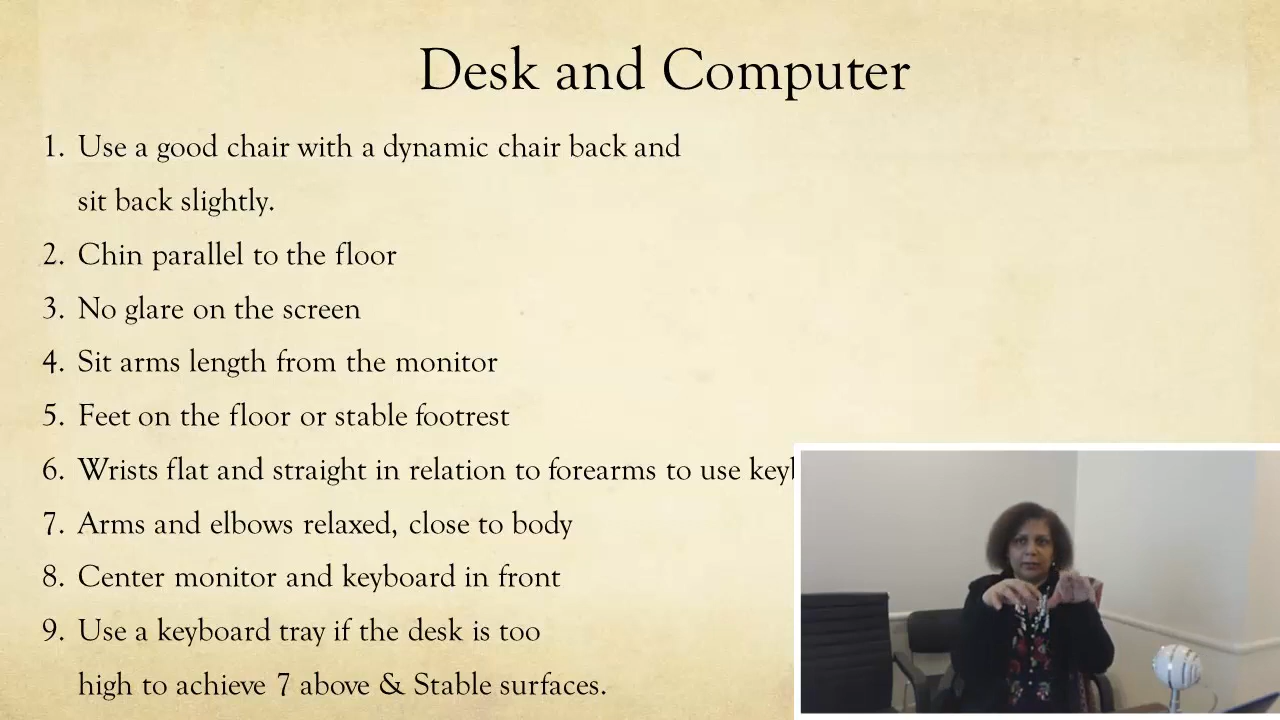 Desk and Computer
1. Use a good chair with a dynamic chair back and
sit back slightly.
2. Chin parallel to the floor
3. No glare on the screen
4. Sit arms length from the monitor
5. Feet on the floor or stable footrest
6. Wrists flat and straight in relation to forearms to use
7. Arms and elbows relaxed, close to body
8. Center monitor and keyboard in front
9. Use a keyboard tray if the desk is too
high to achieve 7 above & Stable surfaces.